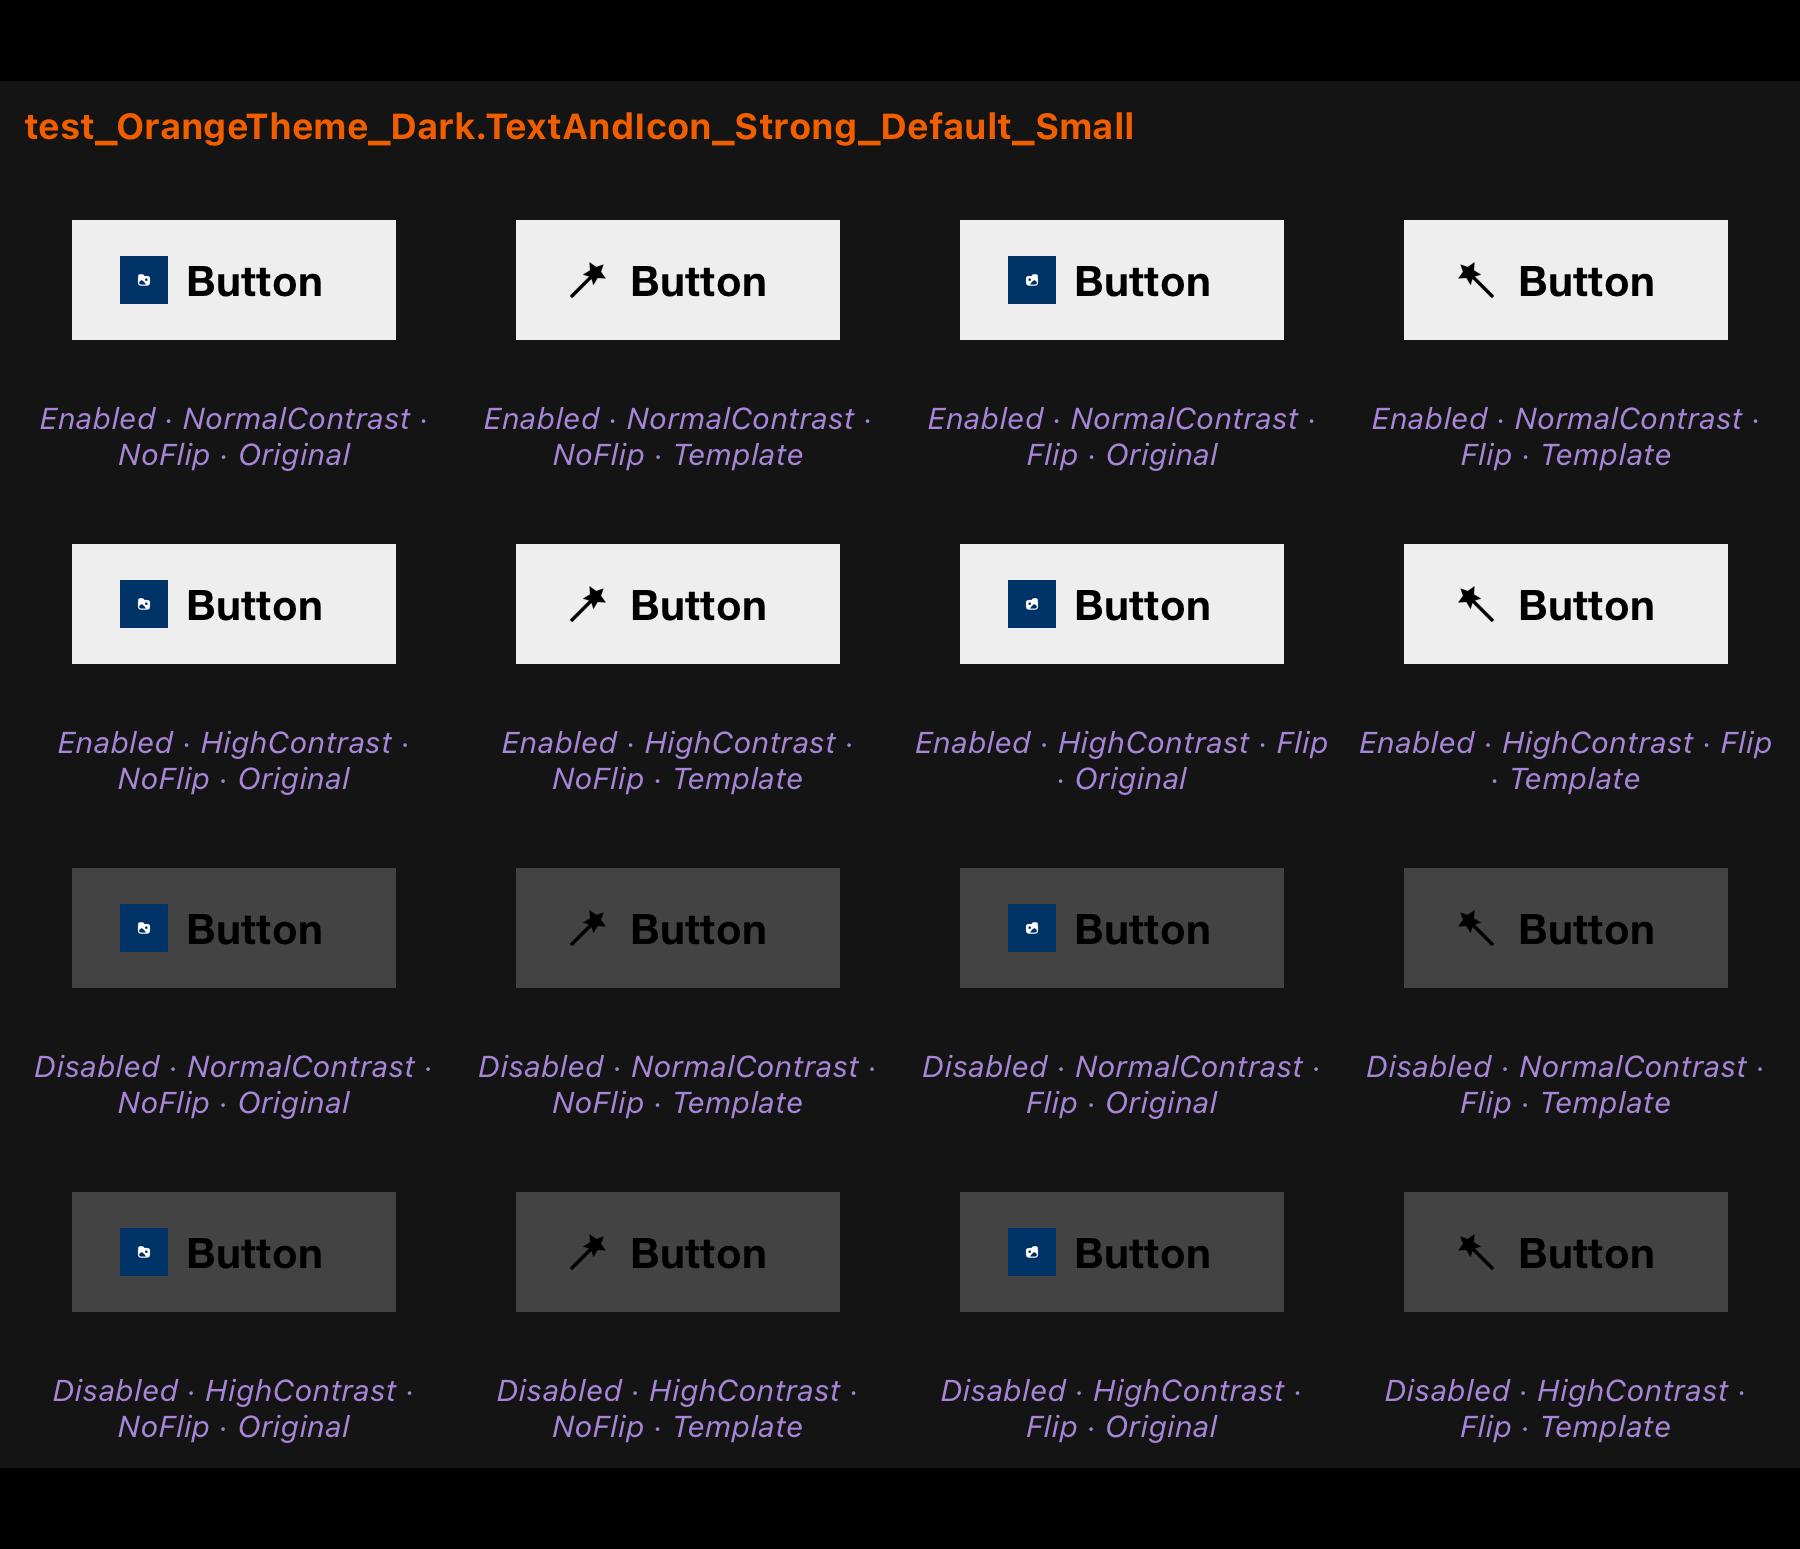 test_OrangeTheme_Dark.TextAndIcon_Strong_Default_Small
Button Button Button Button
Enabled · NormalContrast · Enabled · NormalContrast · Enabled · NormalContrast · Enabled · NormalContrast ·
NoFlip · Original NoFlip · Template Flip · Original Flip · Template
Button Button Button Button
Enabled · HighContrast · Enabled · HighContrast · Enabled · HighContrast · Flip Enabled · HighContrast · Flip
NoFlip · Original NoFlip · Template · Original · Template
Button Button Button Button
Disabled · NormalContrast · Disabled · NormalContrast · Disabled · NormalContrast · Disabled · NormalContrast ·
NoFlip · Original NoFlip · Template Flip · Original Flip · Template
Button Button Button Button
Disabled · HighContrast · Disabled · HighContrast · Disabled · HighContrast · Disabled · HighContrast ·
NoFlip · Original NoFlip · Template Flip · Original Flip · Template